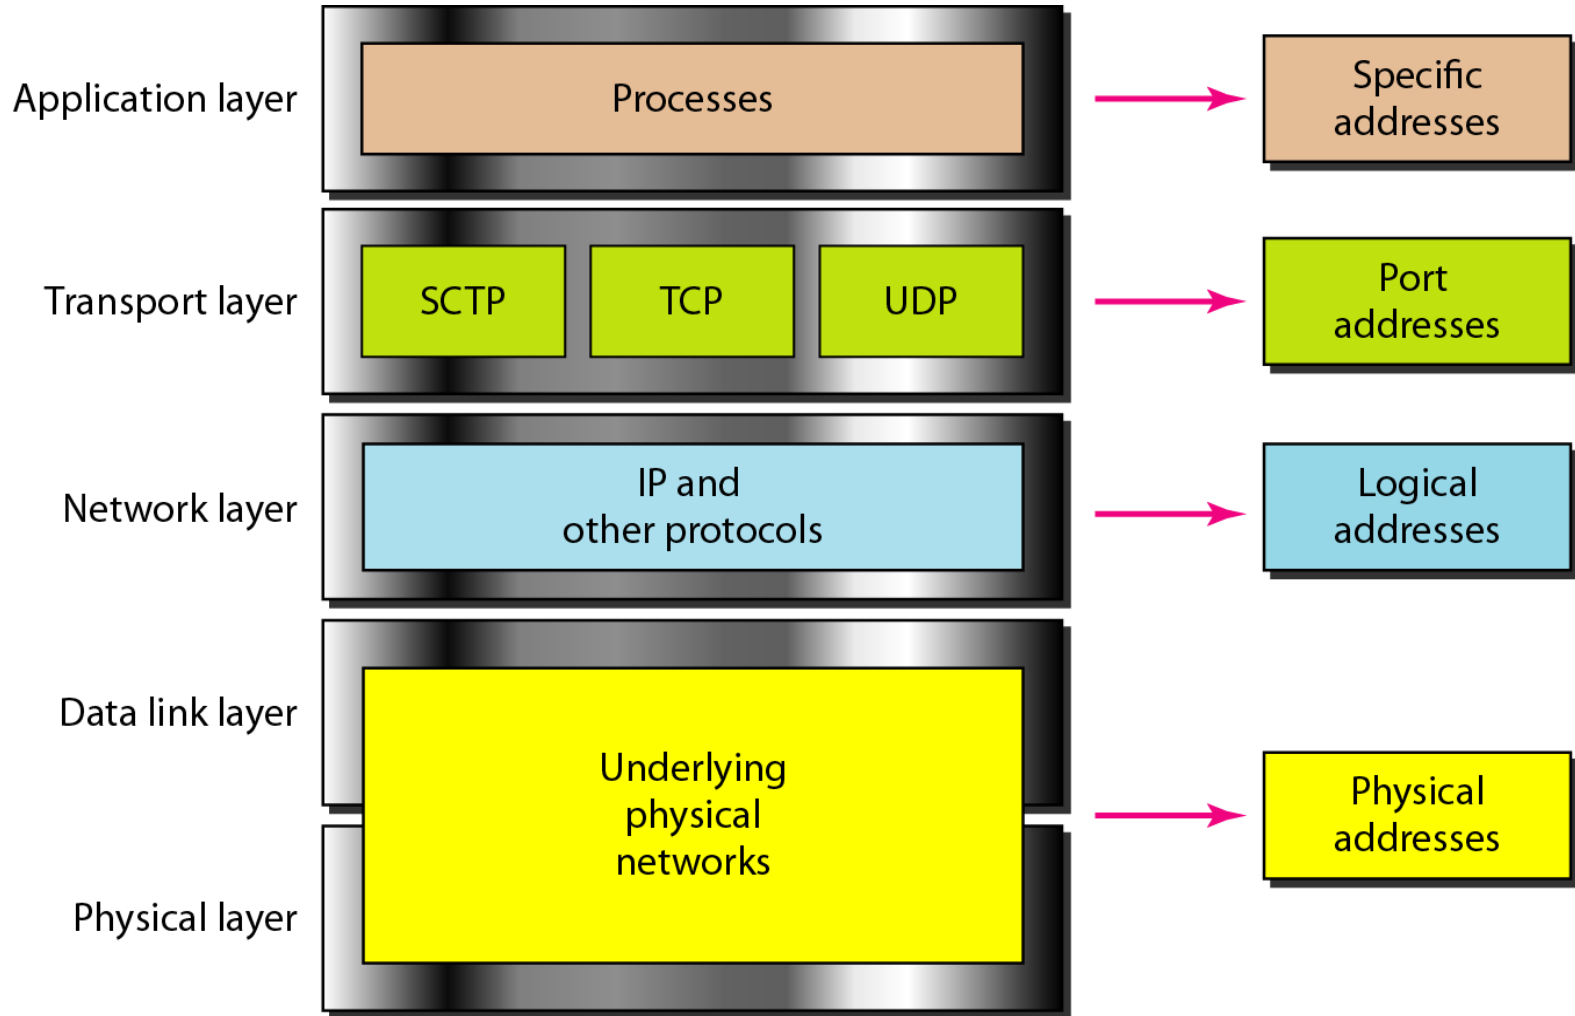 Application layer
Processes
Specific
addresses
Transport layer
SCTP
TCP
UDP
Port
addresses
Network layer
IP and
other protocols
Logical
addresses
Data link layer
Underlying
physical
networks
Physical
addresses
Physical layer